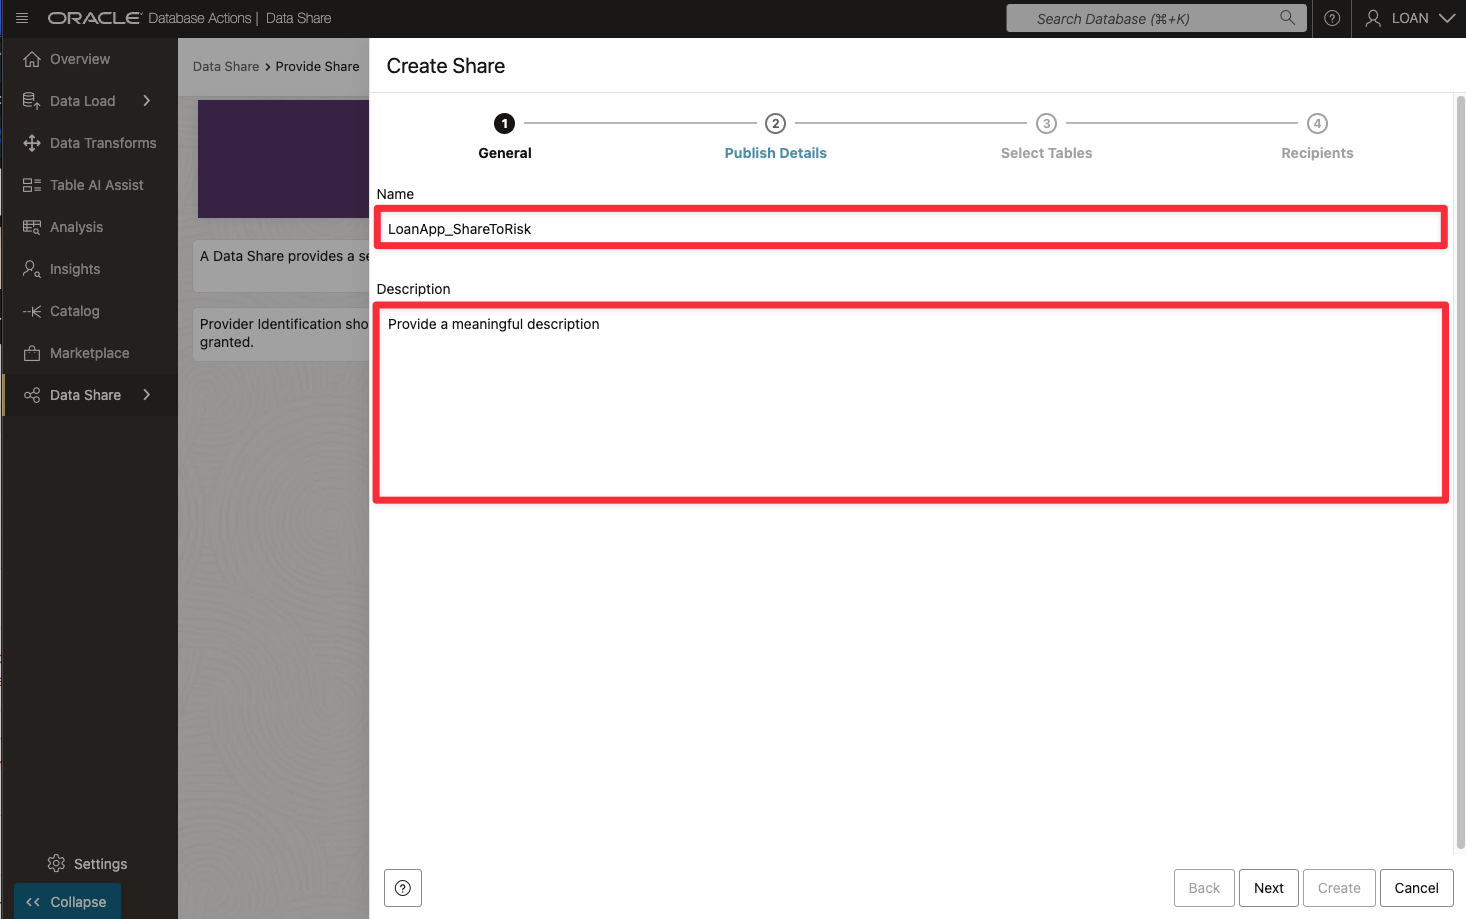 ORACLE Database Actions | Data Share
Search Database (⌘+K)
LOAN
Overview
Data Load
Data Transforms
Table AI Assist
Analysis
Insights
Catalog
Marketplace
Data Share
Settings
Collapse
Data Share > Provide Share
A Data Share provides a se
Provider Identification sho
granted.
Create Share
1 2 3 4
General Publish Details Select Tables Recipients
Name
LoanApp_ShareToRisk
Description
Provide a meaningful description
Back Next Create Cancel